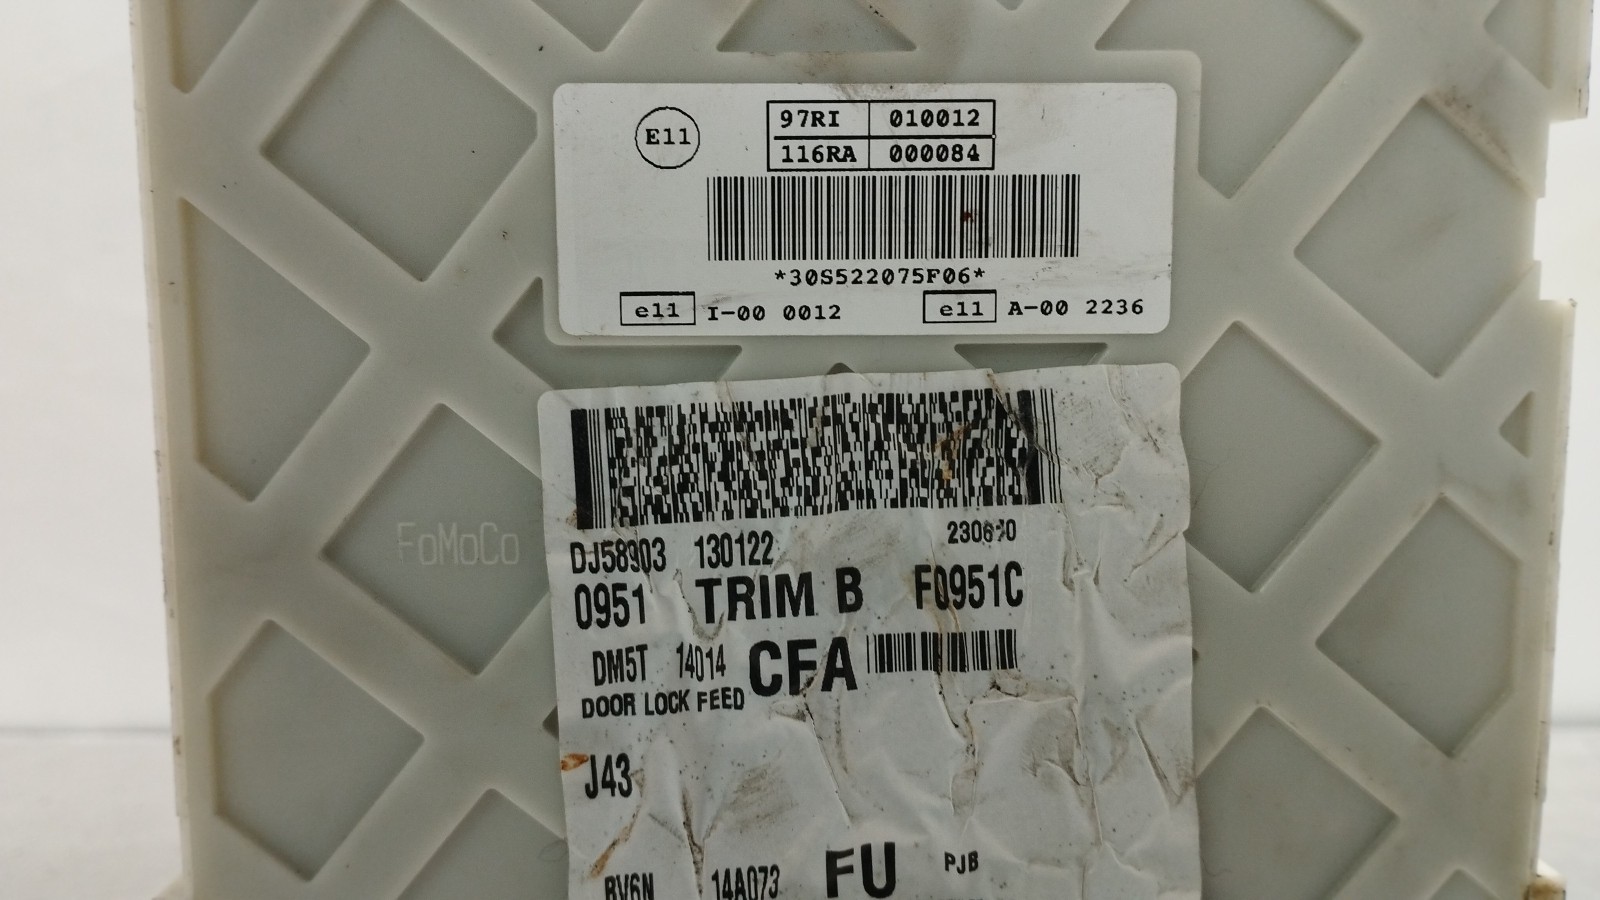 E11
97RI 010012
116RA 000084
*30S522075F06*
e11 I-00 0012 e11 A-00 2236
FoMoCo
DJ58903 130122
0951 TRIM B F0951C
DM5T 14014 CFA
DOOR LOCK FEED
J43
BV6N 14A073 FU PJB